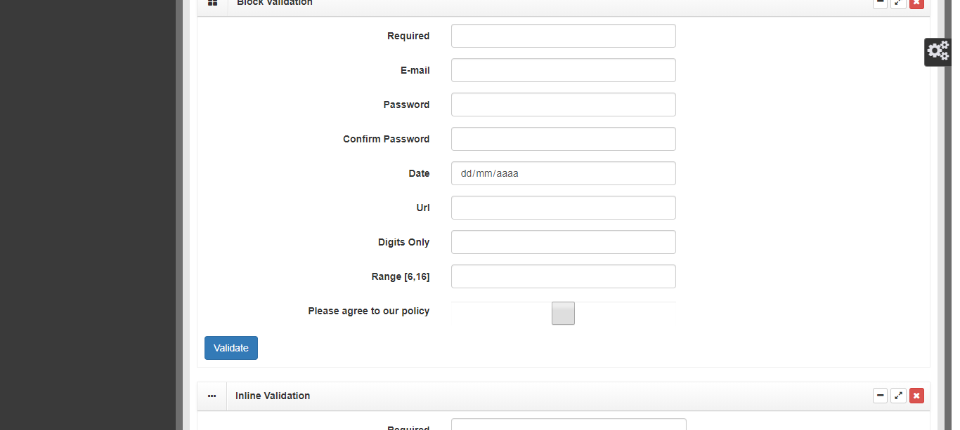 Block Validation
Required
E-mail
Password
Confirm Password
Date dd/mm/aaaa
Url
Digits Only
Range [6,16]
Please agree to our policy
Validate
Inline Validation
Required